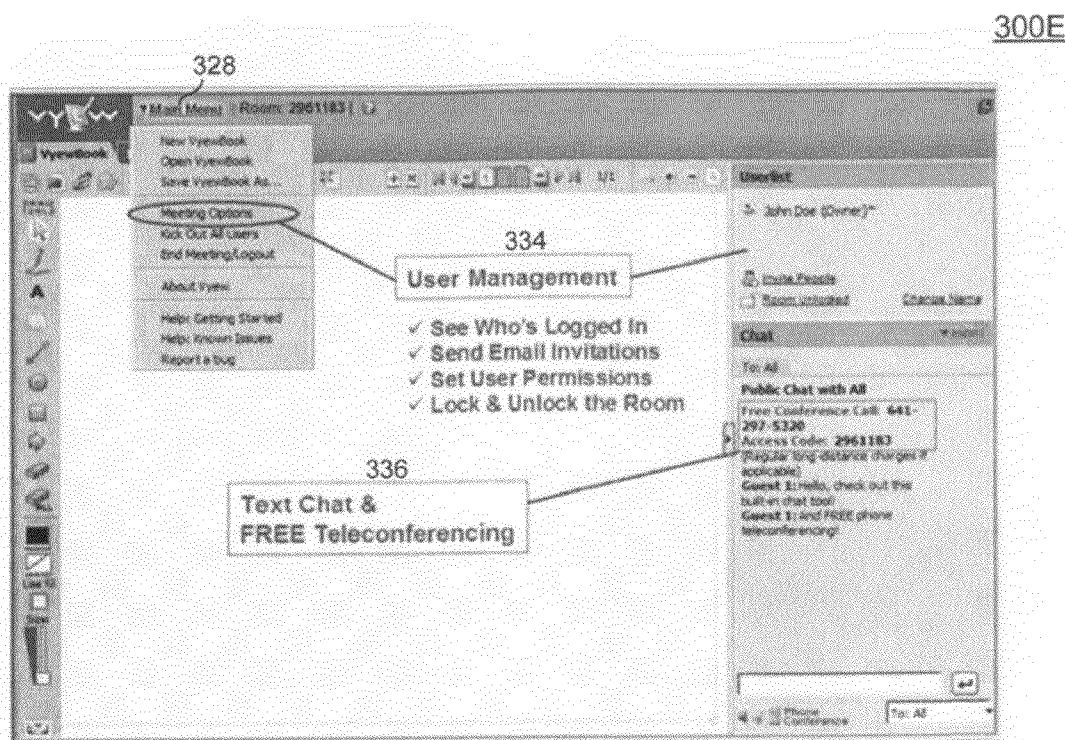 300E
328
vyew
Main Menu Room: 2961183
VyewBook
New VyewBook
Open VyewBook
Save VyewBook As...
Meeting Options
Kick Out All Users
End Meeting/Logout
About Vyew
Help: Getting Started
Help: Known Issues
Report a bug
1/1
334
User Management
✓ See Who's Logged In
✓ Send Email Invitations
✓ Set User Permissions
✓ Lock & Unlock the Room
336
Text Chat &
FREE Teleconferencing
Userlist
John Doe (Owner)
Invite People
Room unlocked Change Name
Chat
To: All
Public Chat with All
Free Conference Call: 641-
297-5320
Access Code: 2961183
(Regular long-distance charges if
applicable)
Guest 1: Hello, check out this
built-in chat tool!
Guest 1: and FREE phone
teleconferencing!
Phone
Conference
To: All
A